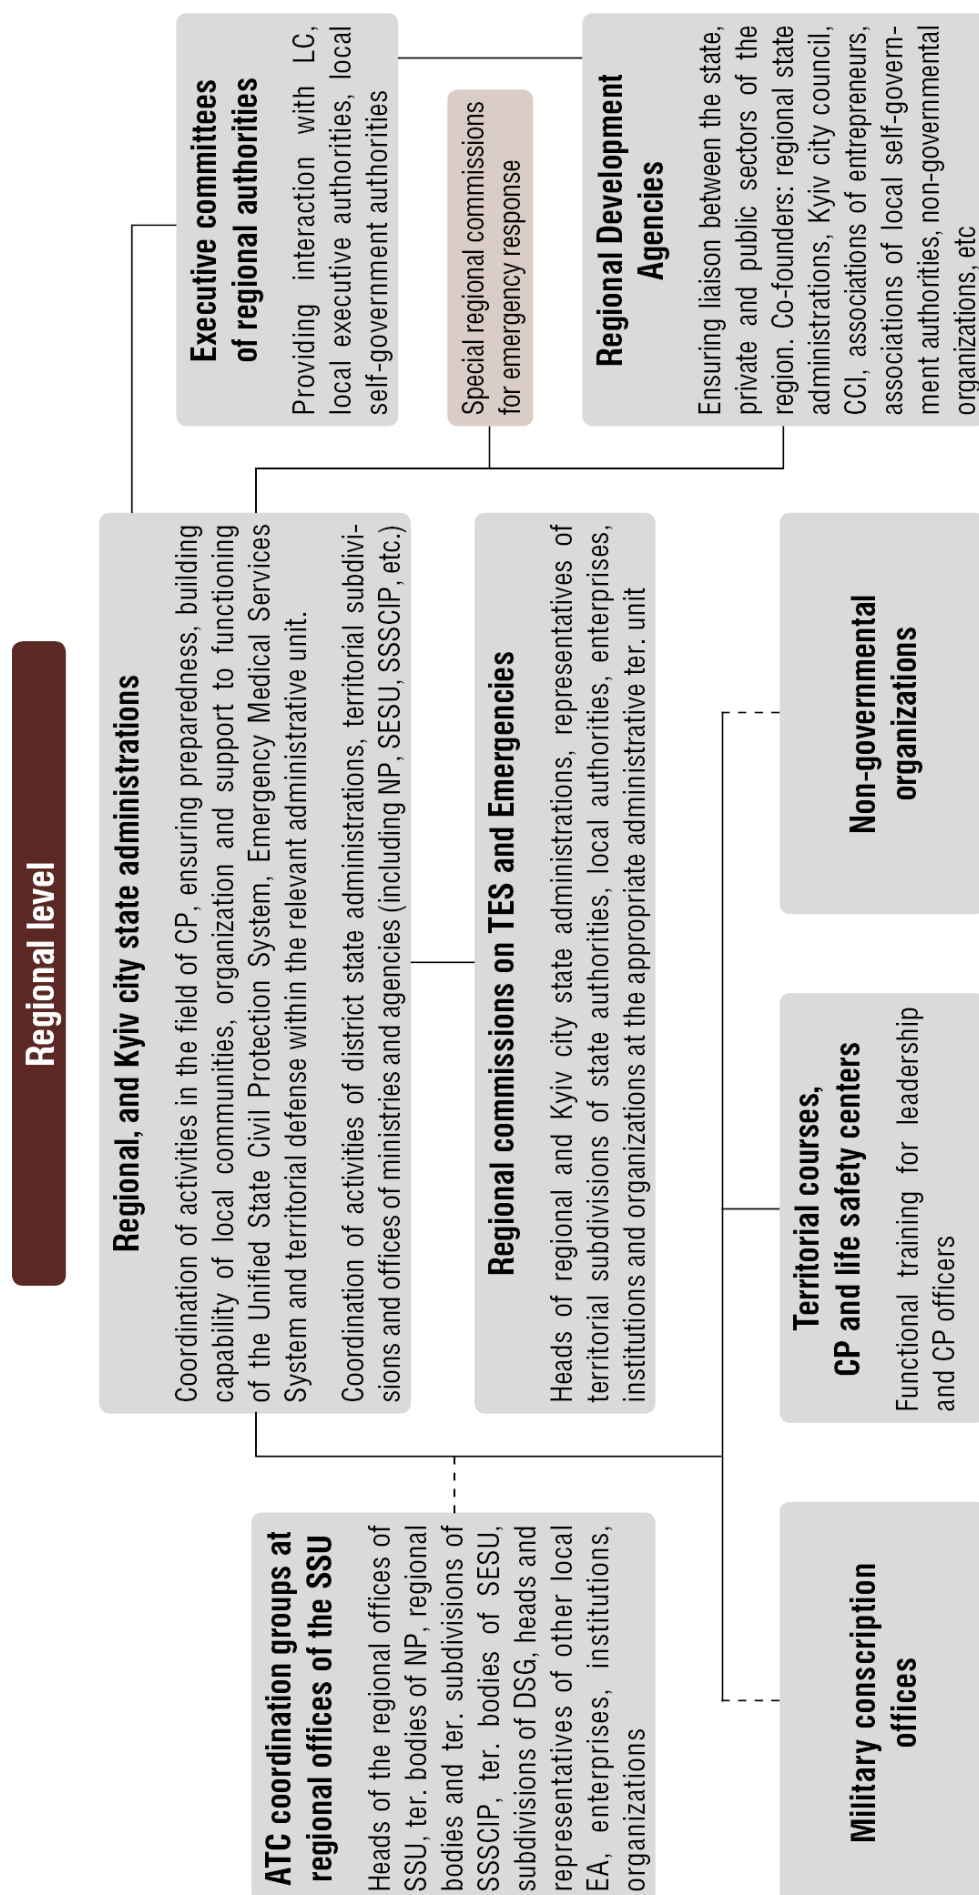 Regional level
ATC coordination groups at
regional offices of the SSU
Heads of the regional offices of
SSU, ter. bodies of NP, regional
bodies and ter. subdivisions of
SSSCIP, ter. bodies of SESU,
subdivisions of DSG, heads and
representatives of other local
EA, enterprises, institutions,
organizations
Regional, and Kyiv city state administrations
Coordination of activities in the field of CP, ensuring preparedness, building
capability of local communities, organization and support to functioning
of the Unified State Civil Protection System, Emergency Medical Services
System and territorial defense within the relevant administrative unit.
Coordination of activities of district state administrations, territorial subdivi-
sions and offices of ministries and agencies (including NP, SESU, SSSCIP, etc.)
Executive committees
of regional authorities
Providing interaction with LC,
local executive authorities, local
self-government authorities
Special regional commissions
for emergency response
Regional commissions on TES and Emergencies
Heads of regional and Kyiv city state administrations, representatives of
territorial subdivisions of state authorities, local authorities, enterprises,
institutions and organizations at the appropriate administrative ter. unit
Regional Development
Agencies
Ensuring liaison between the state,
private and public sectors of the
region. Co-founders: regional state
administrations, Kyiv city council,
CCI, associations of entrepreneurs,
associations of local self-govern-
ment authorities, non-governmental
organizations, etc
Military conscription
offices
Territorial courses,
CP and life safety centers
Functional training for leadership
and CP officers
Non-governmental
organizations